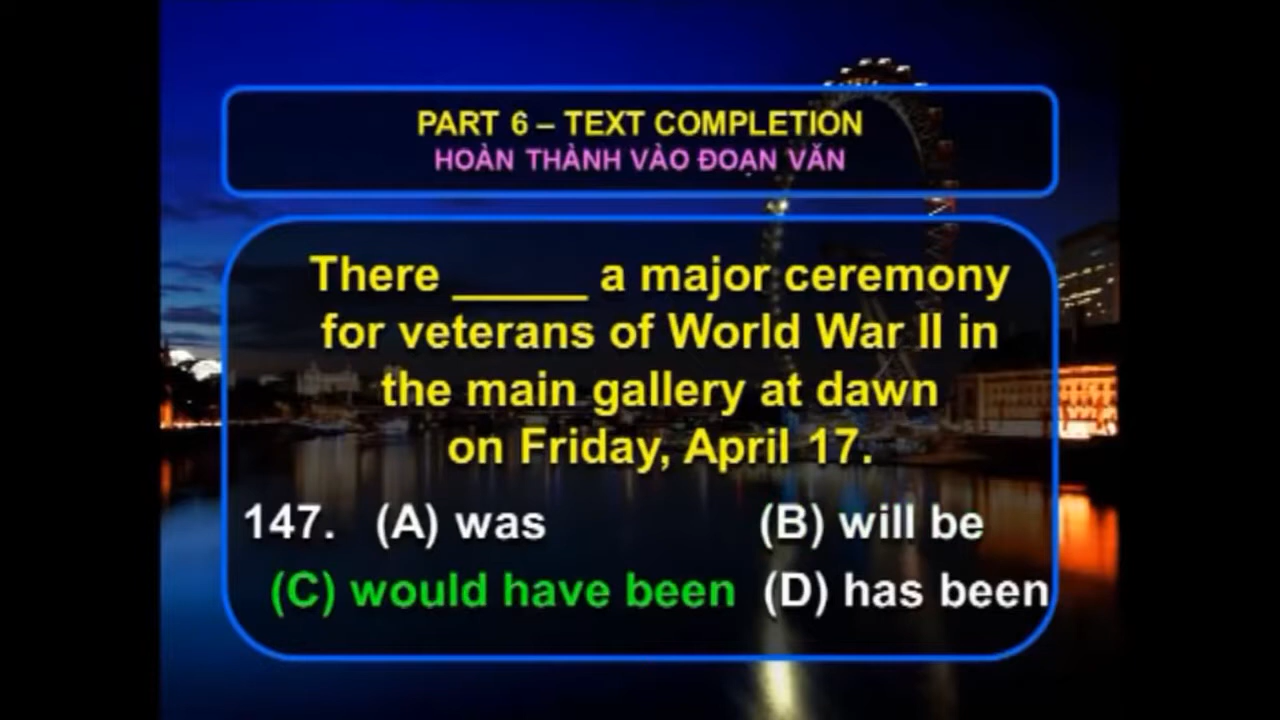 PART 6 – TEXT COMPLETION
HOÀN THÀNH VÀO ĐOẠN VĂN
There _____ a major ceremony
for veterans of World War II in
the main gallery at dawn
on Friday, April 17.
147. (A) was (B) will be
(C) would have been (D) has been